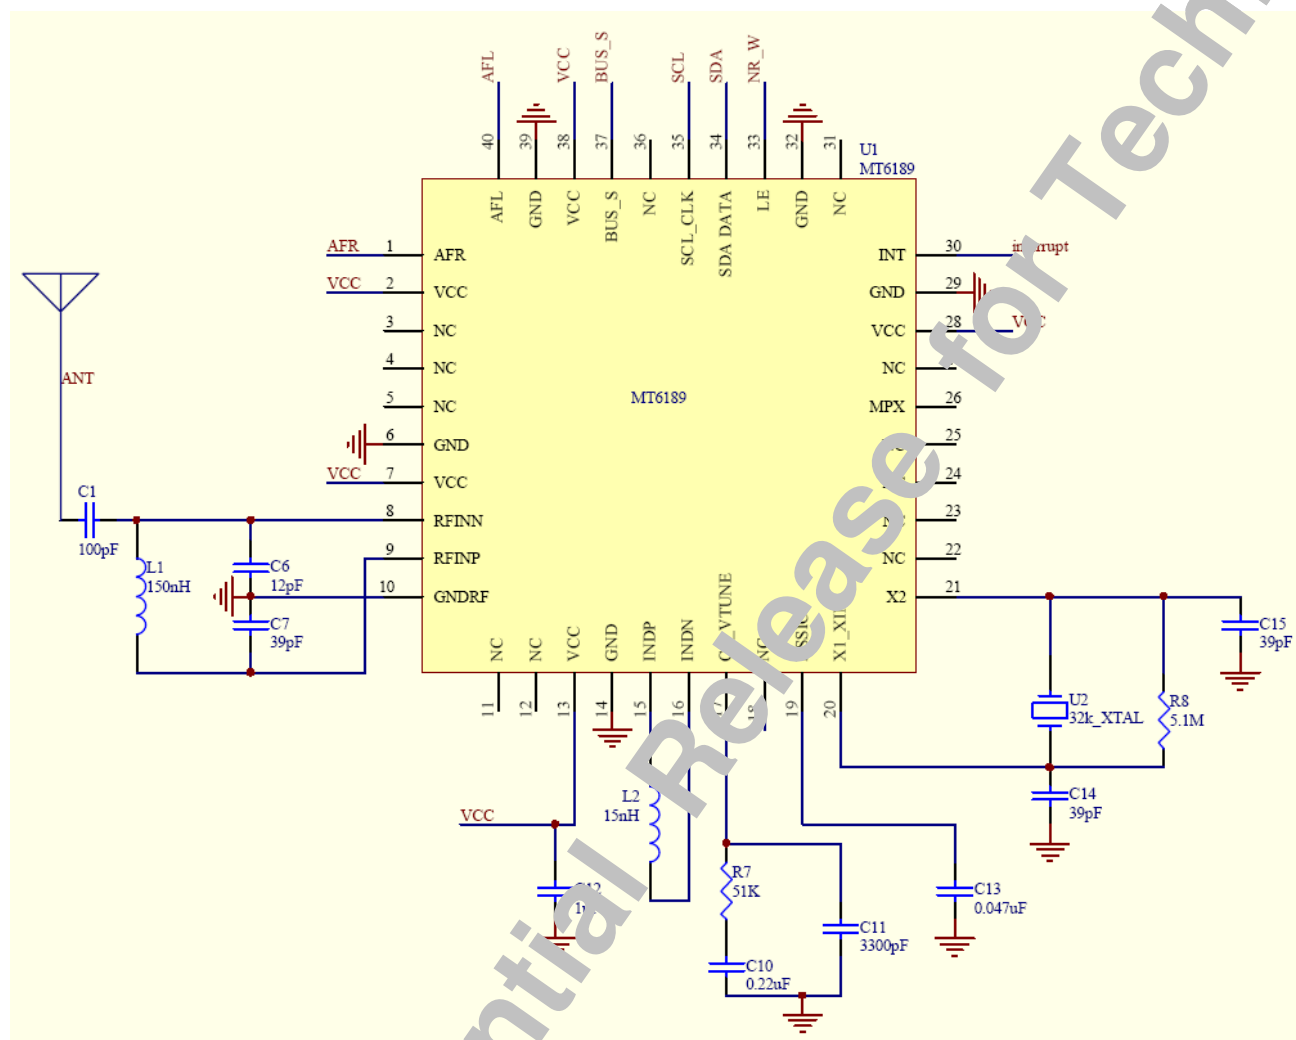 AFL
VCC
BUS_S
SCL
SDA
NR_W
40
39
38
37
36
35
34
33
32
31
U1
MT6189
AFL
GND
VCC
BUS_S
NC
SCL_CLK
SDA DATA
LE
GND
NC
AFR 1 AFR
VCC 2 VCC
3 NC
4 NC
5 NC
6 GND
VCC 7 VCC
8 RFINN
9 RFINP
10 GNDRF
MT6189
INT 30
GND 29
VCC 28
NC
MPX 26
25
24
NC 23
NC 22
X2 21
ANT
C1
100pF
L1
150nH
C6
12pF
C7
39pF
NC
NC
VCC
GND
INDP
INDN
NC
11
12
13
14
15
16
19
20
VCC
L2
15nH
R7
51K
C10
0.22uF
C11
3300pF
C13
0.047uF
U2
32k_XTAL
R8
5.1M
C14
39pF
C15
39pF
Release for